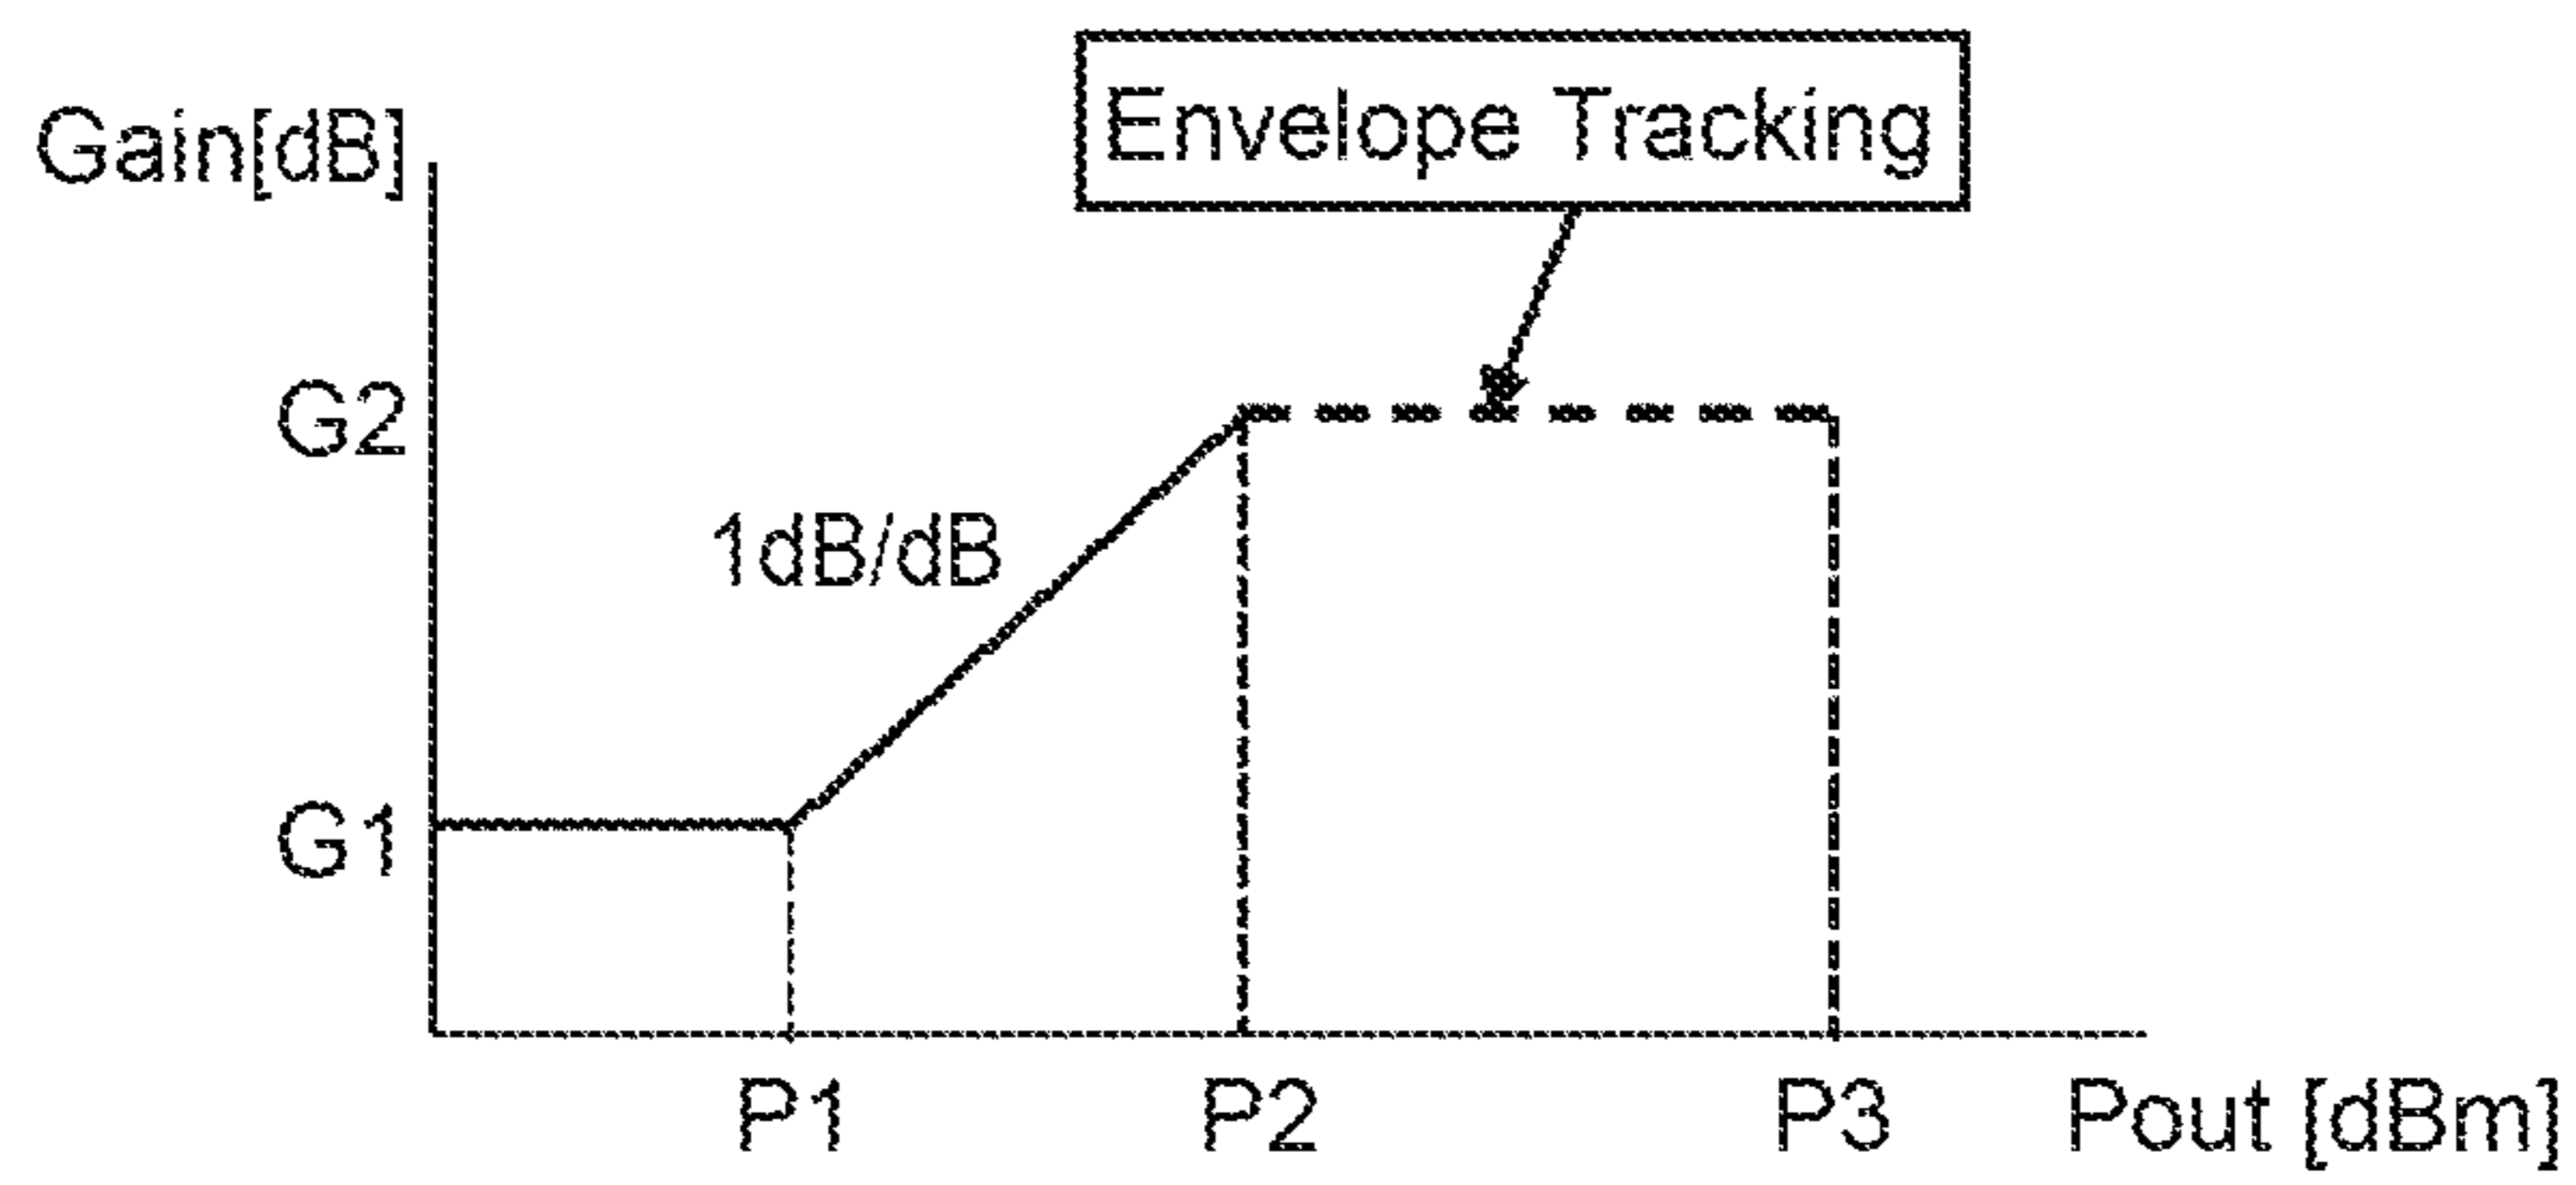 Envelope Tracking
Gain[dB]
G2
1dB/dB
G1
P1 P2 P3 Pout [dBm]